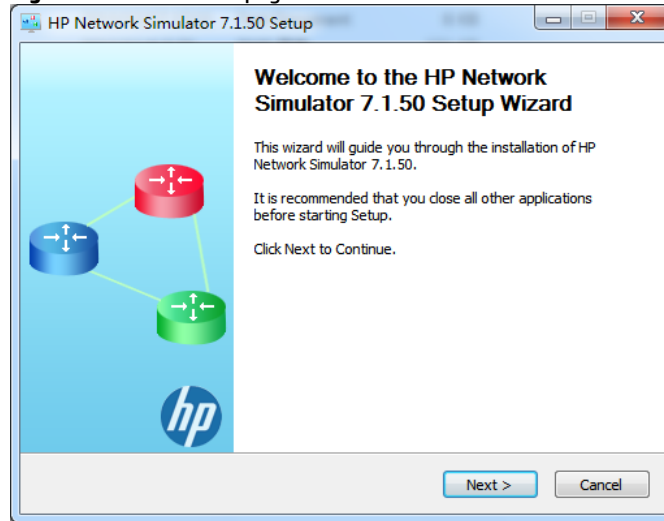 HP Network Simulator 7.1.50 Setup
Welcome to the HP Network
Simulator 7.1.50 Setup Wizard
This wizard will guide you through the installation of HP
Network Simulator 7.1.50.
It is recommended that you close all other applications
before starting Setup.
Click Next to Continue.
hp
Next >
Cancel